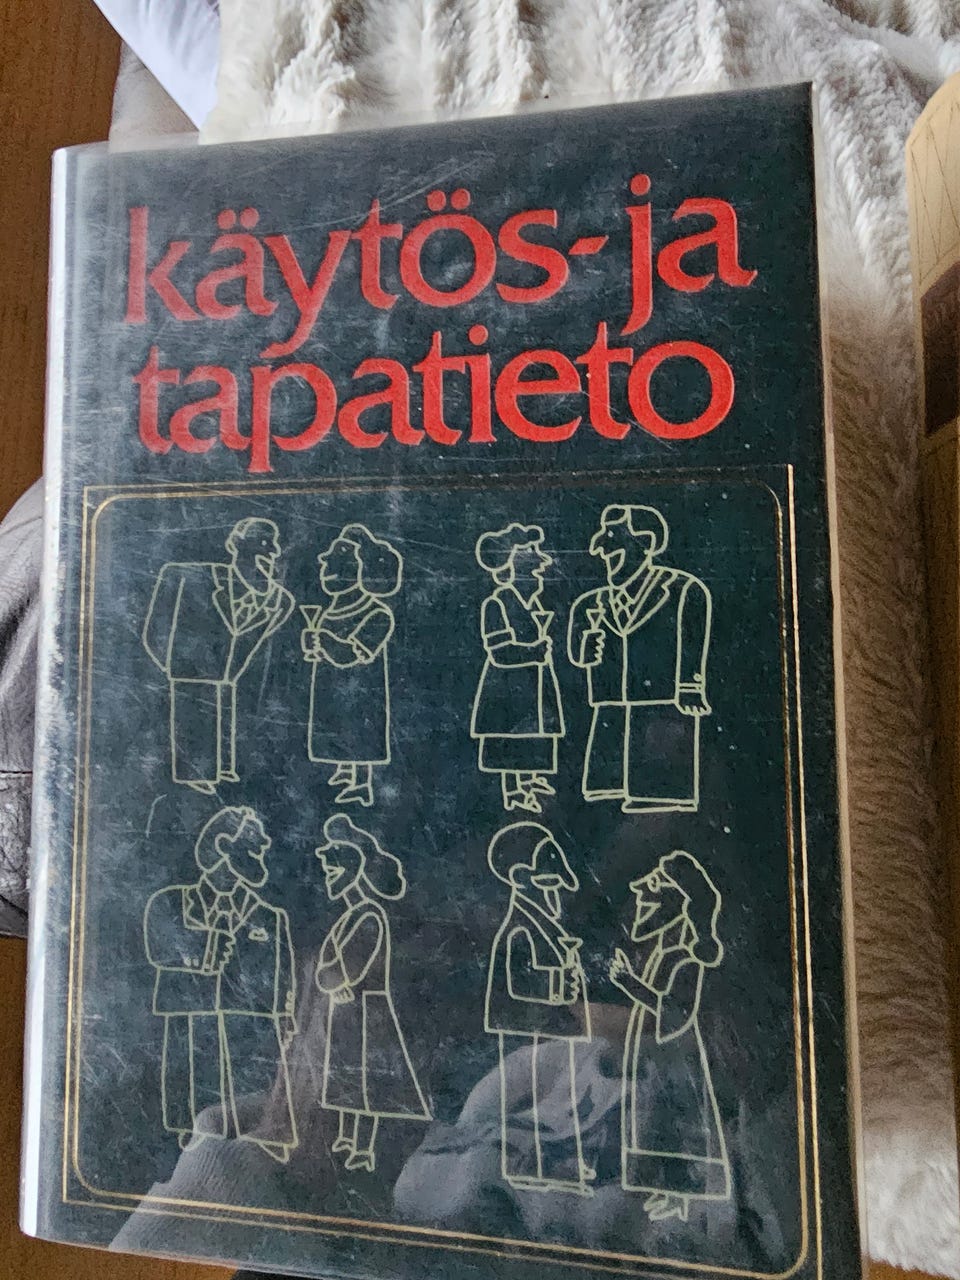 käytös- ja
tapatieto